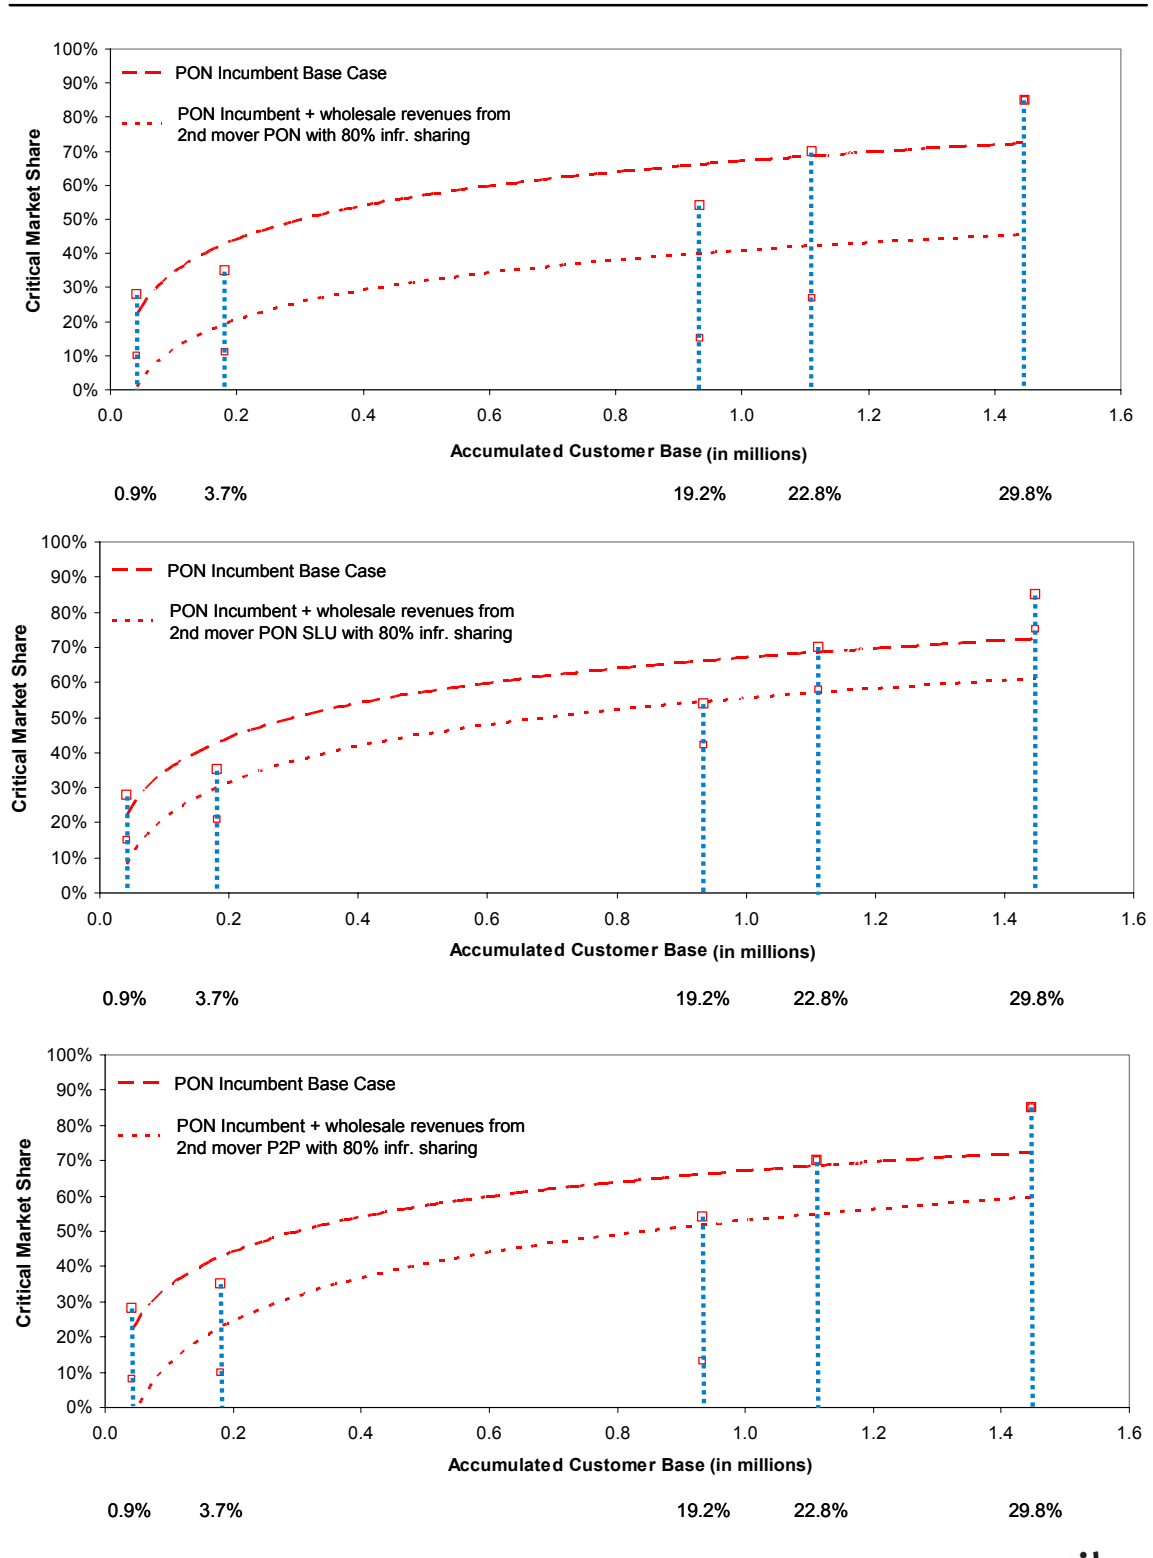 100%
90%
80%
70%
60%
50%
40%
30%
20%
10%
0%
Critical Market Share
PON Incumbent Base Case
PON Incumbent + wholesale revenues from
2nd mover PON with 80% infr. sharing
0.0 0.2 0.4 0.6 0.8 1.0 1.2 1.4 1.6
Accumulated Customer Base (in millions)
0.9% 3.7% 19.2% 22.8% 29.8%
100%
90%
80%
70%
60%
50%
40%
30%
20%
10%
0%
Critical Market Share
PON Incumbent Base Case
PON Incumbent + wholesale revenues from
2nd mover PON SLU with 80% infr. sharing
0.0 0.2 0.4 0.6 0.8 1.0 1.2 1.4 1.6
Accumulated Customer Base (in millions)
0.9% 3.7% 19.2% 22.8% 29.8%
100%
90%
80%
70%
60%
50%
40%
30%
20%
10%
0%
Critical Market Share
PON Incumbent Base Case
PON Incumbent + wholesale revenues from
2nd mover P2P with 80% infr. sharing
0.0 0.2 0.4 0.6 0.8 1.0 1.2 1.4 1.6
Accumulated Customer Base (in millions)
0.9% 3.7% 19.2% 22.8% 29.8%